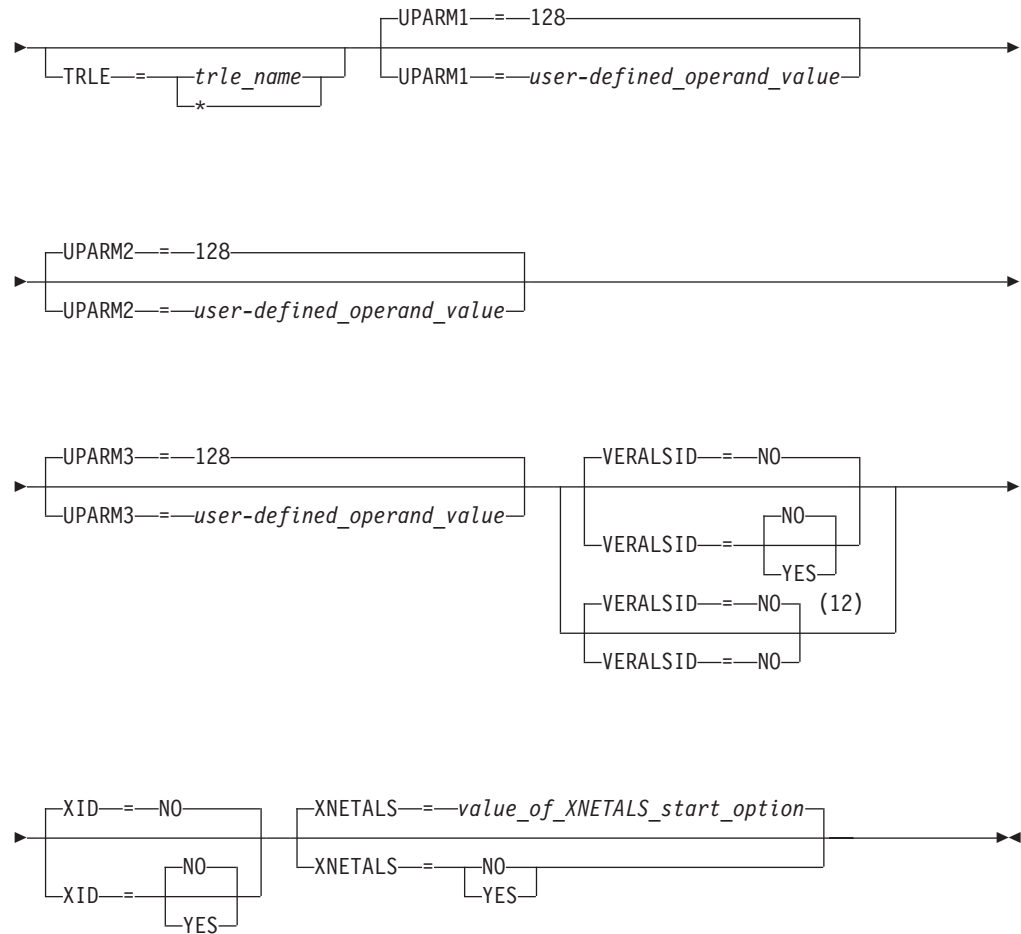 UPARM1 = 128
TRLE = trle_name UPARM1 = user-defined_operand_value
*
UPARM2 = 128
UPARM2 = user-defined_operand_value
UPARM3 = 128 VERALSID = NO
UPARM3 = user-defined_operand_value NO
VERALSID =
YES
VERALSID = NO (12)
VERALSID = NO
XID = NO XNETALS = value_of_XNETALS_start_option
NO XNETALS = NO
XID = YES
YES